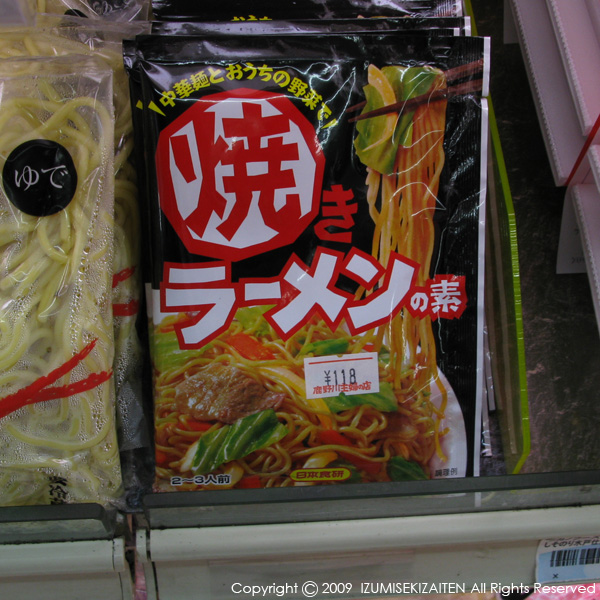 中華麺とおうちの野菜で
焼き
ラーメンの素
ゆで
¥118
2~3人前
日本食研
調理例
Copyright © 2009 IZUMISEKIZAITEN All Rights Reserved